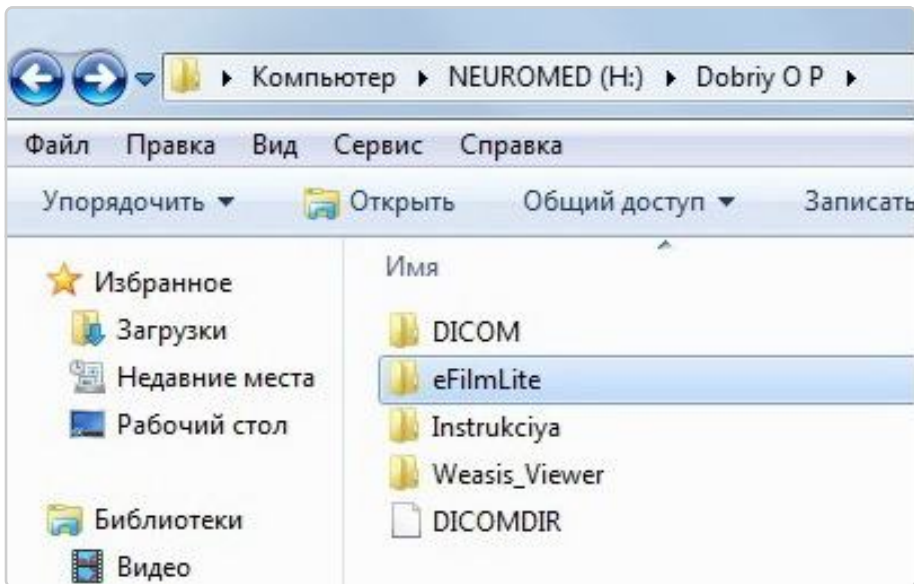 Компьютер ▸ NEUROMED (H:) ▸ Dobriy O P ▸
Файл Правка Вид Сервис Справка
Упорядочить ▾ Открыть Общий доступ ▾ Записать
Имя
Избранное
Загрузки
Недавние места
Рабочий стол
Библиотеки
Видео
DICOM
eFilmLite
Instrukciya
Weasis_Viewer
DICOMDIR